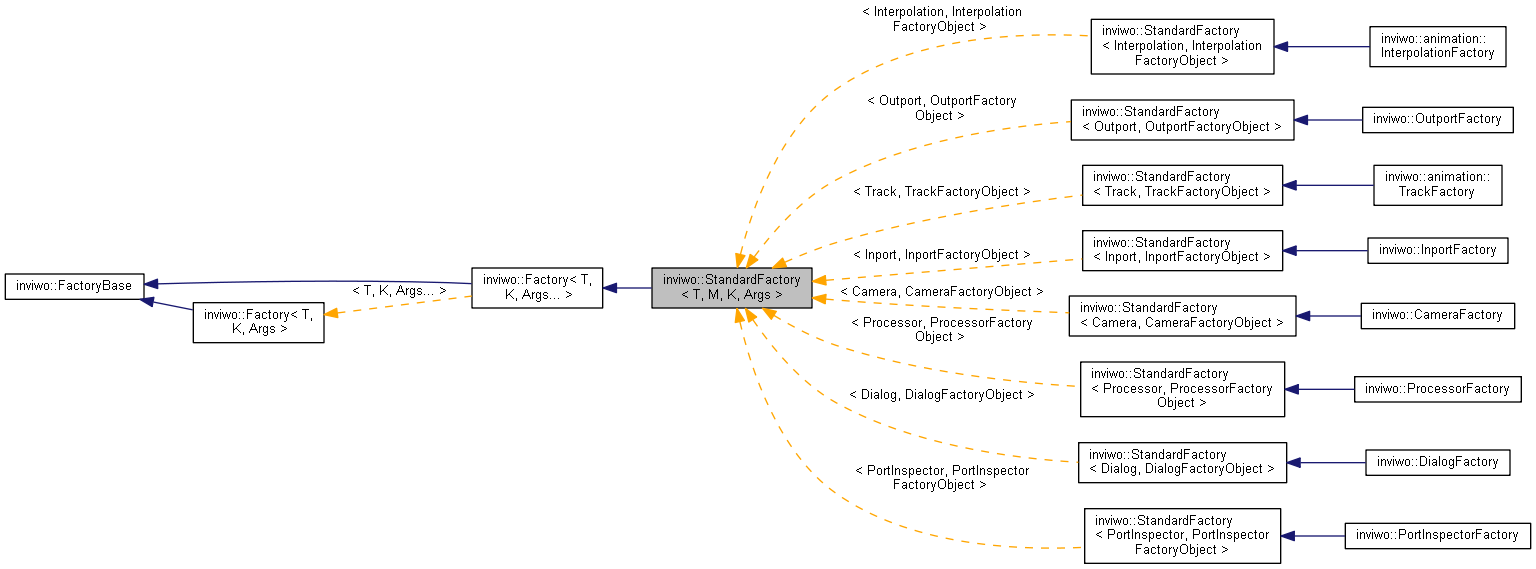 inviwo::FactoryBase
inviwo::Factory< T,
K, Args >
< T, K, Args... >
inviwo::Factory< T,
K, Args... >
inviwo::StandardFactory
< T, M, K, Args >
< Interpolation, Interpolation
FactoryObject >
inviwo::StandardFactory
< Interpolation, Interpolation
FactoryObject >
inviwo::animation::
InterpolationFactory
< Outport, OutportFactory
Object >
inviwo::StandardFactory
< Outport, OutportFactoryObject >
inviwo::OutportFactory
< Track, TrackFactoryObject >
inviwo::StandardFactory
< Track, TrackFactoryObject >
inviwo::animation::
TrackFactory
< Inport, InportFactoryObject >
inviwo::StandardFactory
< Inport, InportFactoryObject >
inviwo::InportFactory
< Camera, CameraFactoryObject >
inviwo::StandardFactory
< Camera, CameraFactoryObject >
inviwo::CameraFactory
< Processor, ProcessorFactory
Object >
inviwo::StandardFactory
< Processor, ProcessorFactory
Object >
inviwo::ProcessorFactory
< Dialog, DialogFactoryObject >
inviwo::StandardFactory
< Dialog, DialogFactoryObject >
inviwo::DialogFactory
< PortInspector, PortInspector
FactoryObject >
inviwo::StandardFactory
< PortInspector, PortInspector
FactoryObject >
inviwo::PortInspectorFactory